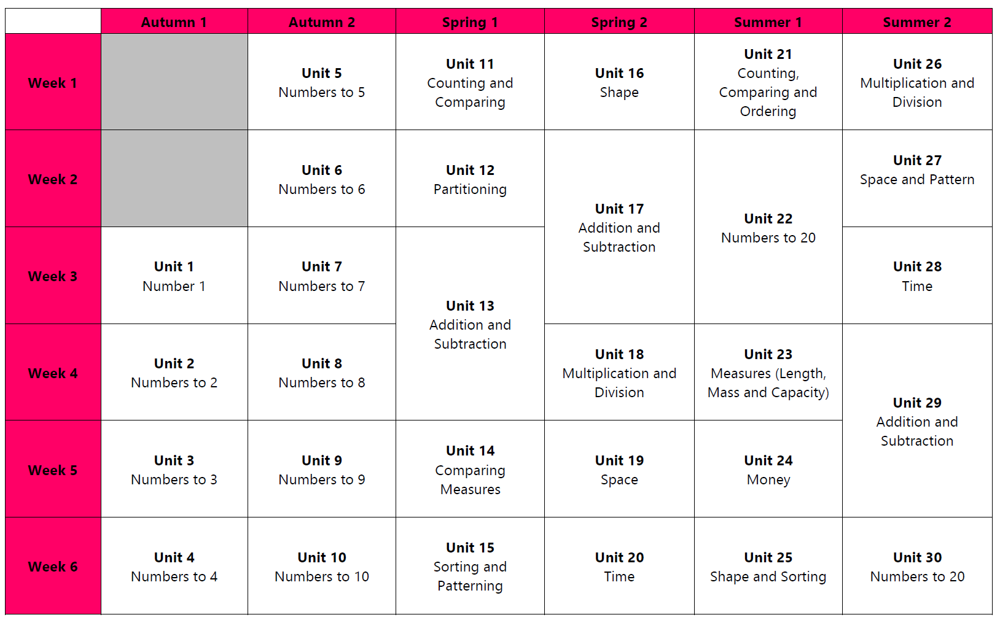 Autumn 1 Autumn 2 Spring 1 Spring 2 Summer 1 Summer 2
Week 1
Unit 5
Numbers to 5
Unit 11
Counting and
Comparing
Unit 16
Shape
Unit 21
Counting,
Comparing and
Ordering
Unit 26
Multiplication and
Division
Week 2
Unit 6
Numbers to 6
Unit 12
Partitioning
Unit 17
Addition and
Subtraction
Unit 22
Numbers to 20
Unit 27
Space and Pattern
Week 3
Unit 1
Number 1
Unit 7
Numbers to 7
Unit 13
Addition and
Subtraction
Unit 28
Time
Week 4
Unit 2
Numbers to 2
Unit 8
Numbers to 8
Unit 18
Multiplication and
Division
Unit 23
Measures (Length,
Mass and Capacity)
Unit 29
Addition and
Subtraction
Week 5
Unit 3
Numbers to 3
Unit 9
Numbers to 9
Unit 14
Comparing
Measures
Unit 19
Space
Unit 24
Money
Week 6
Unit 4
Numbers to 4
Unit 10
Numbers to 10
Unit 15
Sorting and
Patterning
Unit 20
Time
Unit 25
Shape and Sorting
Unit 30
Numbers to 20